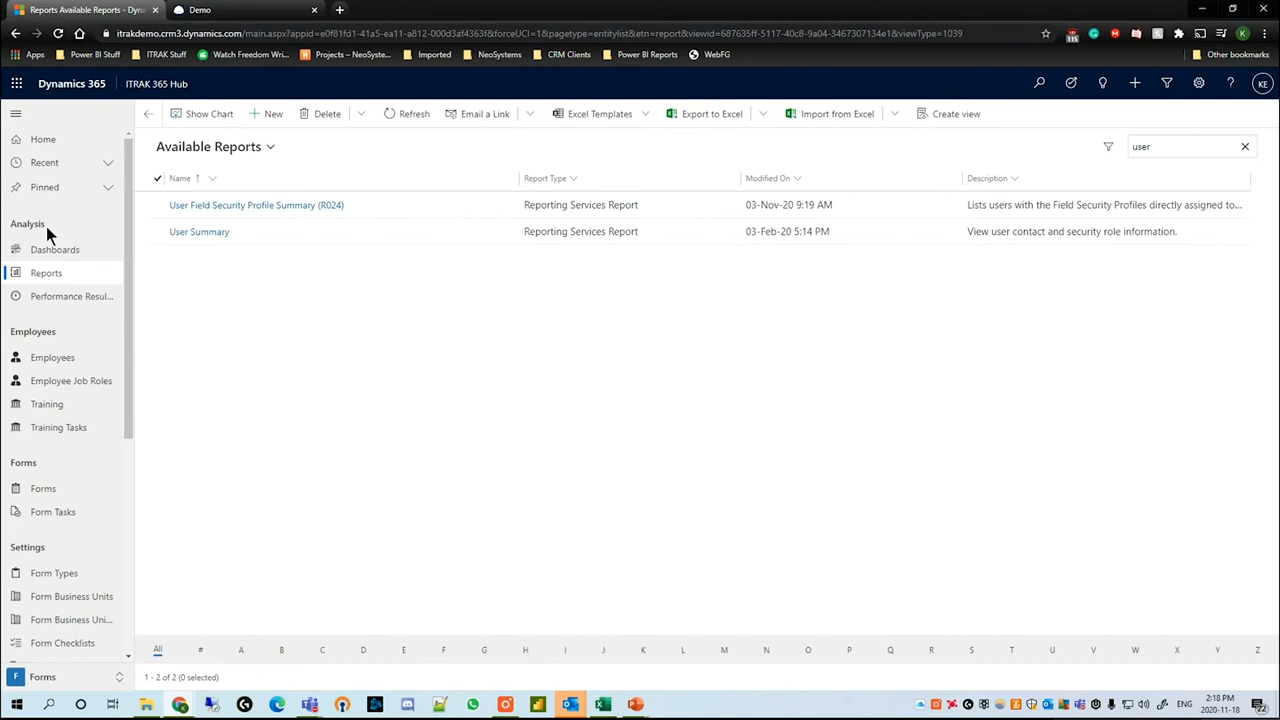 Reports Available Reports - Dyna
Demo
itrakdemo.crm3.dynamics.com/main.aspx?appid=e0f81fd1-41a5-ea11-a812-000d3af4363f&forceUCI=1&pagetype=entitylist&etn=report&viewid=687635ff-5117-40c8-9a04-3467307141e1&viewType=1039
115
Apps
Power BI Stuff
ITRAK Stuff
Watch Freedom Wri...
Projects – NeoSyste...
Imported
NeoSystems
CRM Clients
Power BI Reports
WebFG
Other bookmarks
Dynamics 365
ITRAK 365 Hub
KE
Show Chart
New
Delete
Refresh
Email a Link
Excel Templates
Export to Excel
Import from Excel
Create view
Home
Recent
Pinned
Analysis
Dashboards
Reports
Performance Resul...
Employees
Employees
Employee Job Roles
Training
Training Tasks
Forms
Forms
Form Tasks
Settings
Form Types
Form Business Units
Form Business Uni...
Form Checklists
F Forms
Available Reports
user
Name Report Type Modified On Description
User Field Security Profile Summary (R024) Reporting Services Report 03-Nov-20 9:19 AM Lists users with the Field Security Profiles directly assigned to...
User Summary Reporting Services Report 03-Feb-20 5:14 PM View user contact and security role information.
All # A B C D E F G H I J K L M N O P Q R S T U V W X Y Z
1 - 2 of 2 (0 selected)
ENG
2:18 PM
2020-11-18
22